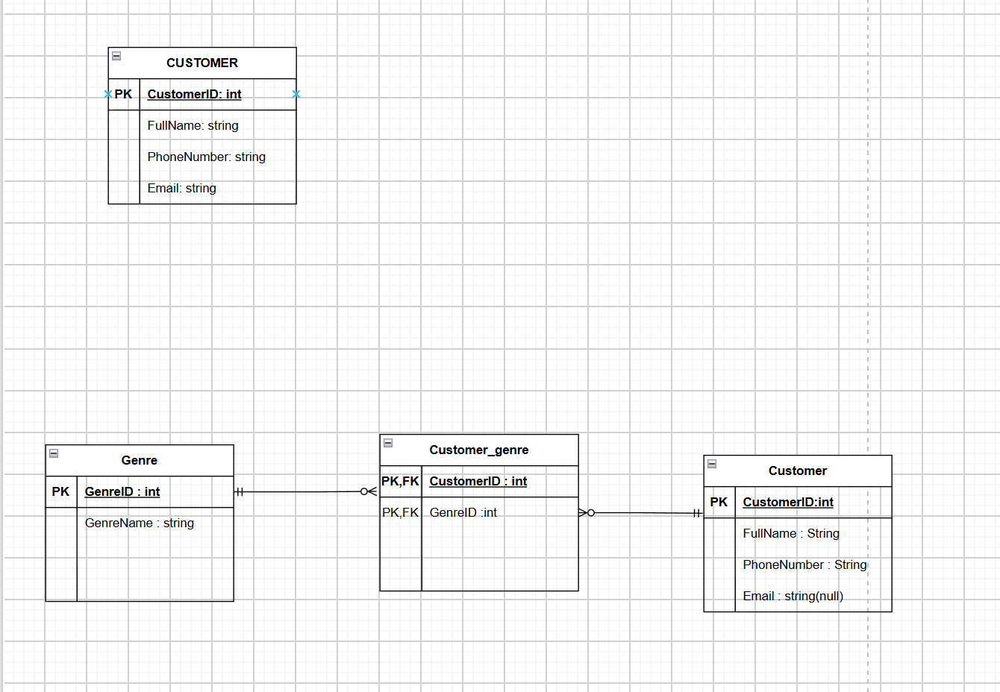 CUSTOMER
PK CustomerID: int
FullName: string
PhoneNumber: string
Email: string
Genre
PK GenreID : int
GenreName : string
Customer_genre
PK,FK CustomerID : int
PK,FK GenreID :int
Customer
PK CustomerID:int
FullName : String
PhoneNumber : String
Email : string(null)